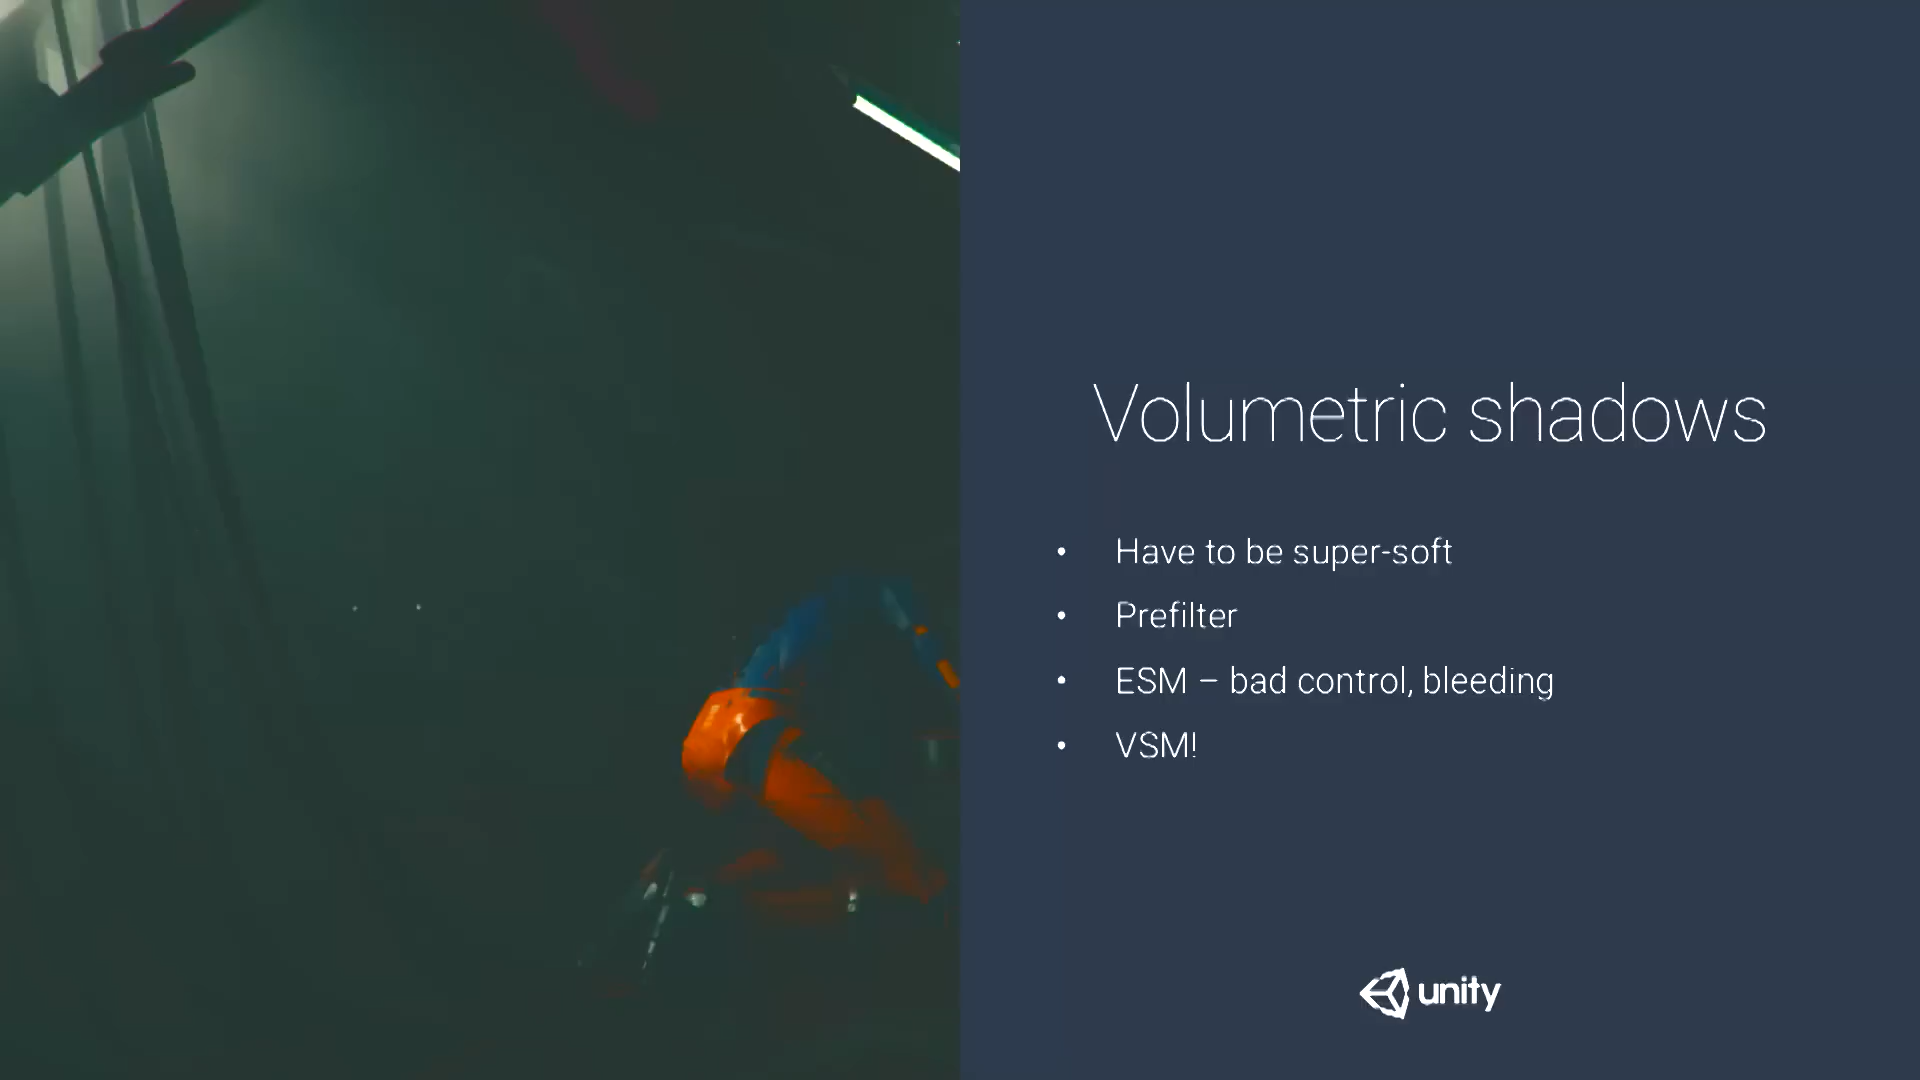 Volumetric shadows
• Have to be super-soft
• Prefilter
• ESM – bad control, bleeding
• VSM!
unity